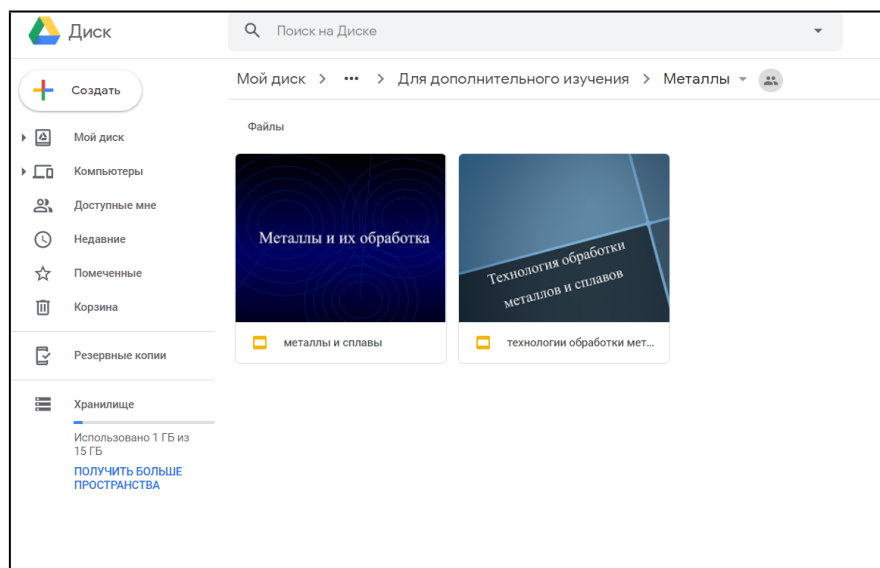 Диск
Поиск на Диске
Создать
Мой диск > ••• > Для дополнительного изучения > Металлы
Мой диск
Компьютеры
Доступные мне
Недавние
Помеченные
Корзина
Резервные копии
Хранилище
Использовано 1 ГБ из
15 ГБ
ПОЛУЧИТЬ БОЛЬШЕ
ПРОСТРАНСТВА
Файлы
Металлы и их обработка
металлы и сплавы
Технология обработки
металлов и сплавов
технологии обработки мет...